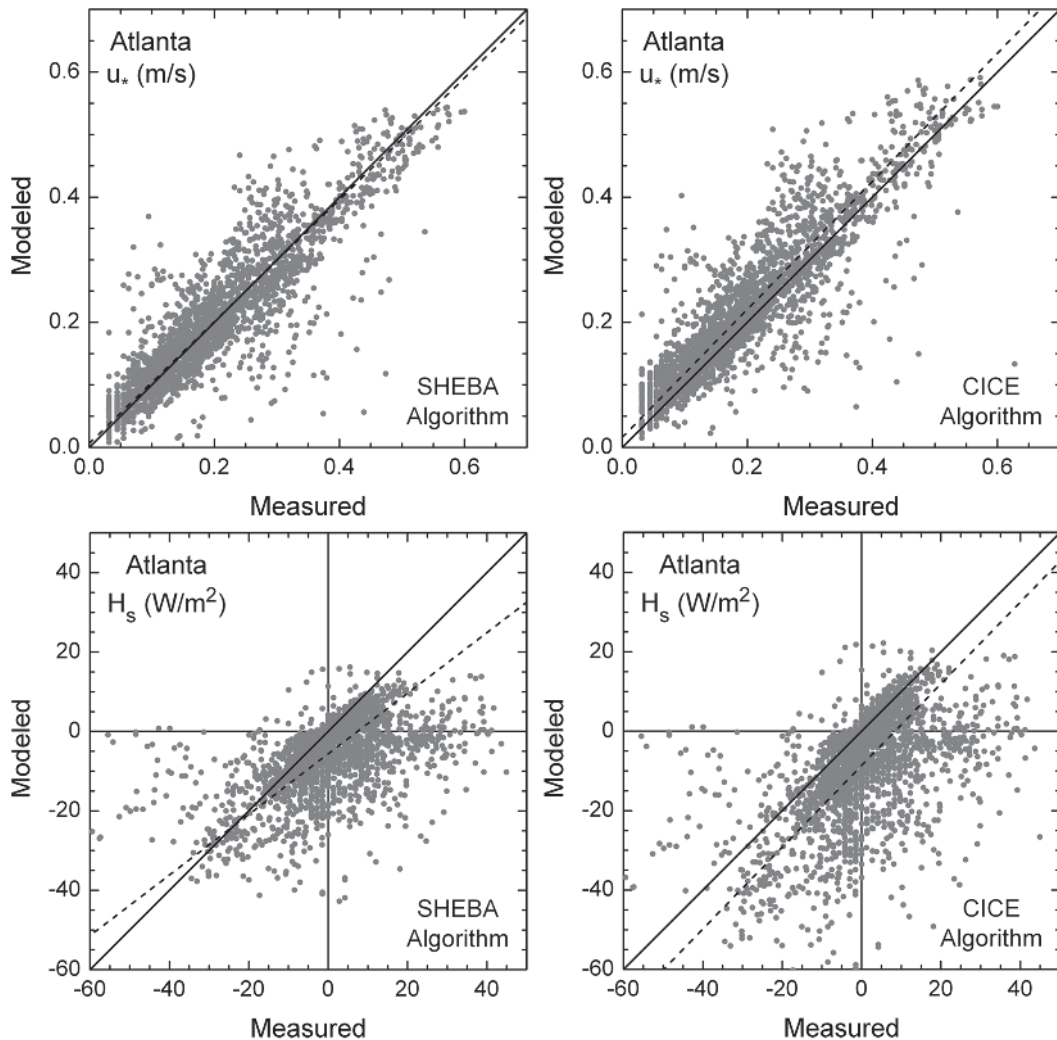 Atlanta
u* (m/s)
0.6
0.4
0.2
0.0
Modeled
SHEBA
Algorithm
0.0 0.2 0.4 0.6
Measured
Atlanta
u* (m/s)
0.6
0.4
0.2
0.0
Modeled
CICE
Algorithm
0.0 0.2 0.4 0.6
Measured
Atlanta
Hs (W/m²)
40
20
0
-20
-40
-60
Modeled
SHEBA
Algorithm
-60 -40 -20 0 20 40
Measured
Atlanta
Hs (W/m²)
40
20
0
-20
-40
-60
Modeled
CICE
Algorithm
-60 -40 -20 0 20 40
Measured